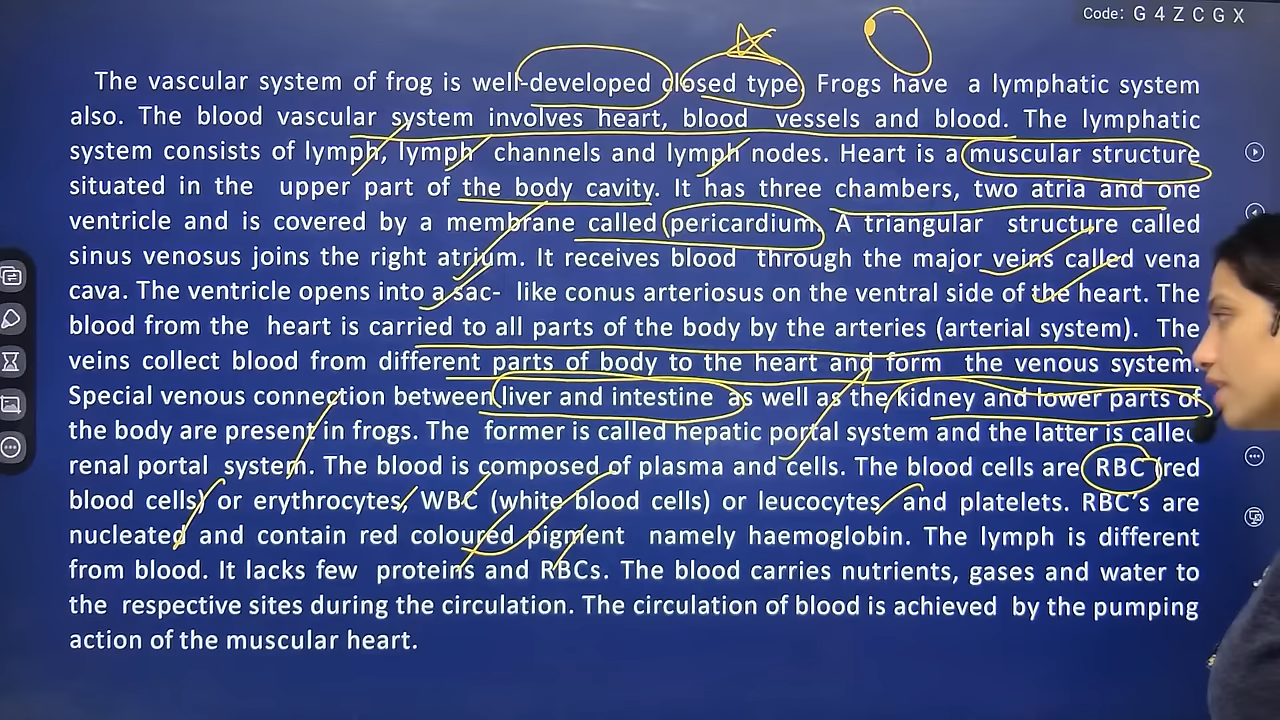 Code: G 4 Z C G X
The vascular system of frog is well-developed closed type. Frogs have a lymphatic system
also. The blood vascular system involves heart, blood vessels and blood. The lymphatic
system consists of lymph, lymph channels and lymph nodes. Heart is a muscular structure
situated in the upper part of the body cavity. It has three chambers, two atria and one
ventricle and is covered by a membrane called pericardium. A triangular structure called
sinus venosus joins the right atrium. It receives blood through the major veins called vena
cava. The ventricle opens into a sac- like conus arteriosus on the ventral side of the heart. The
blood from the heart is carried to all parts of the body by the arteries (arterial system). The
veins collect blood from different parts of body to the heart and form the venous system.
Special venous connection between liver and intestine as well as the kidney and lower parts of
the body are present in frogs. The former is called hepatic portal system and the latter is called
renal portal system. The blood is composed of plasma and cells. The blood cells are RBC (red
blood cells) or erythrocytes, WBC (white blood cells) or leucocytes and platelets. RBC's are
nucleated and contain red coloured pigment namely haemoglobin. The lymph is different
from blood. It lacks few proteins and RBCs. The blood carries nutrients, gases and water to
the respective sites during the circulation. The circulation of blood is achieved by the pumping
action of the muscular heart.